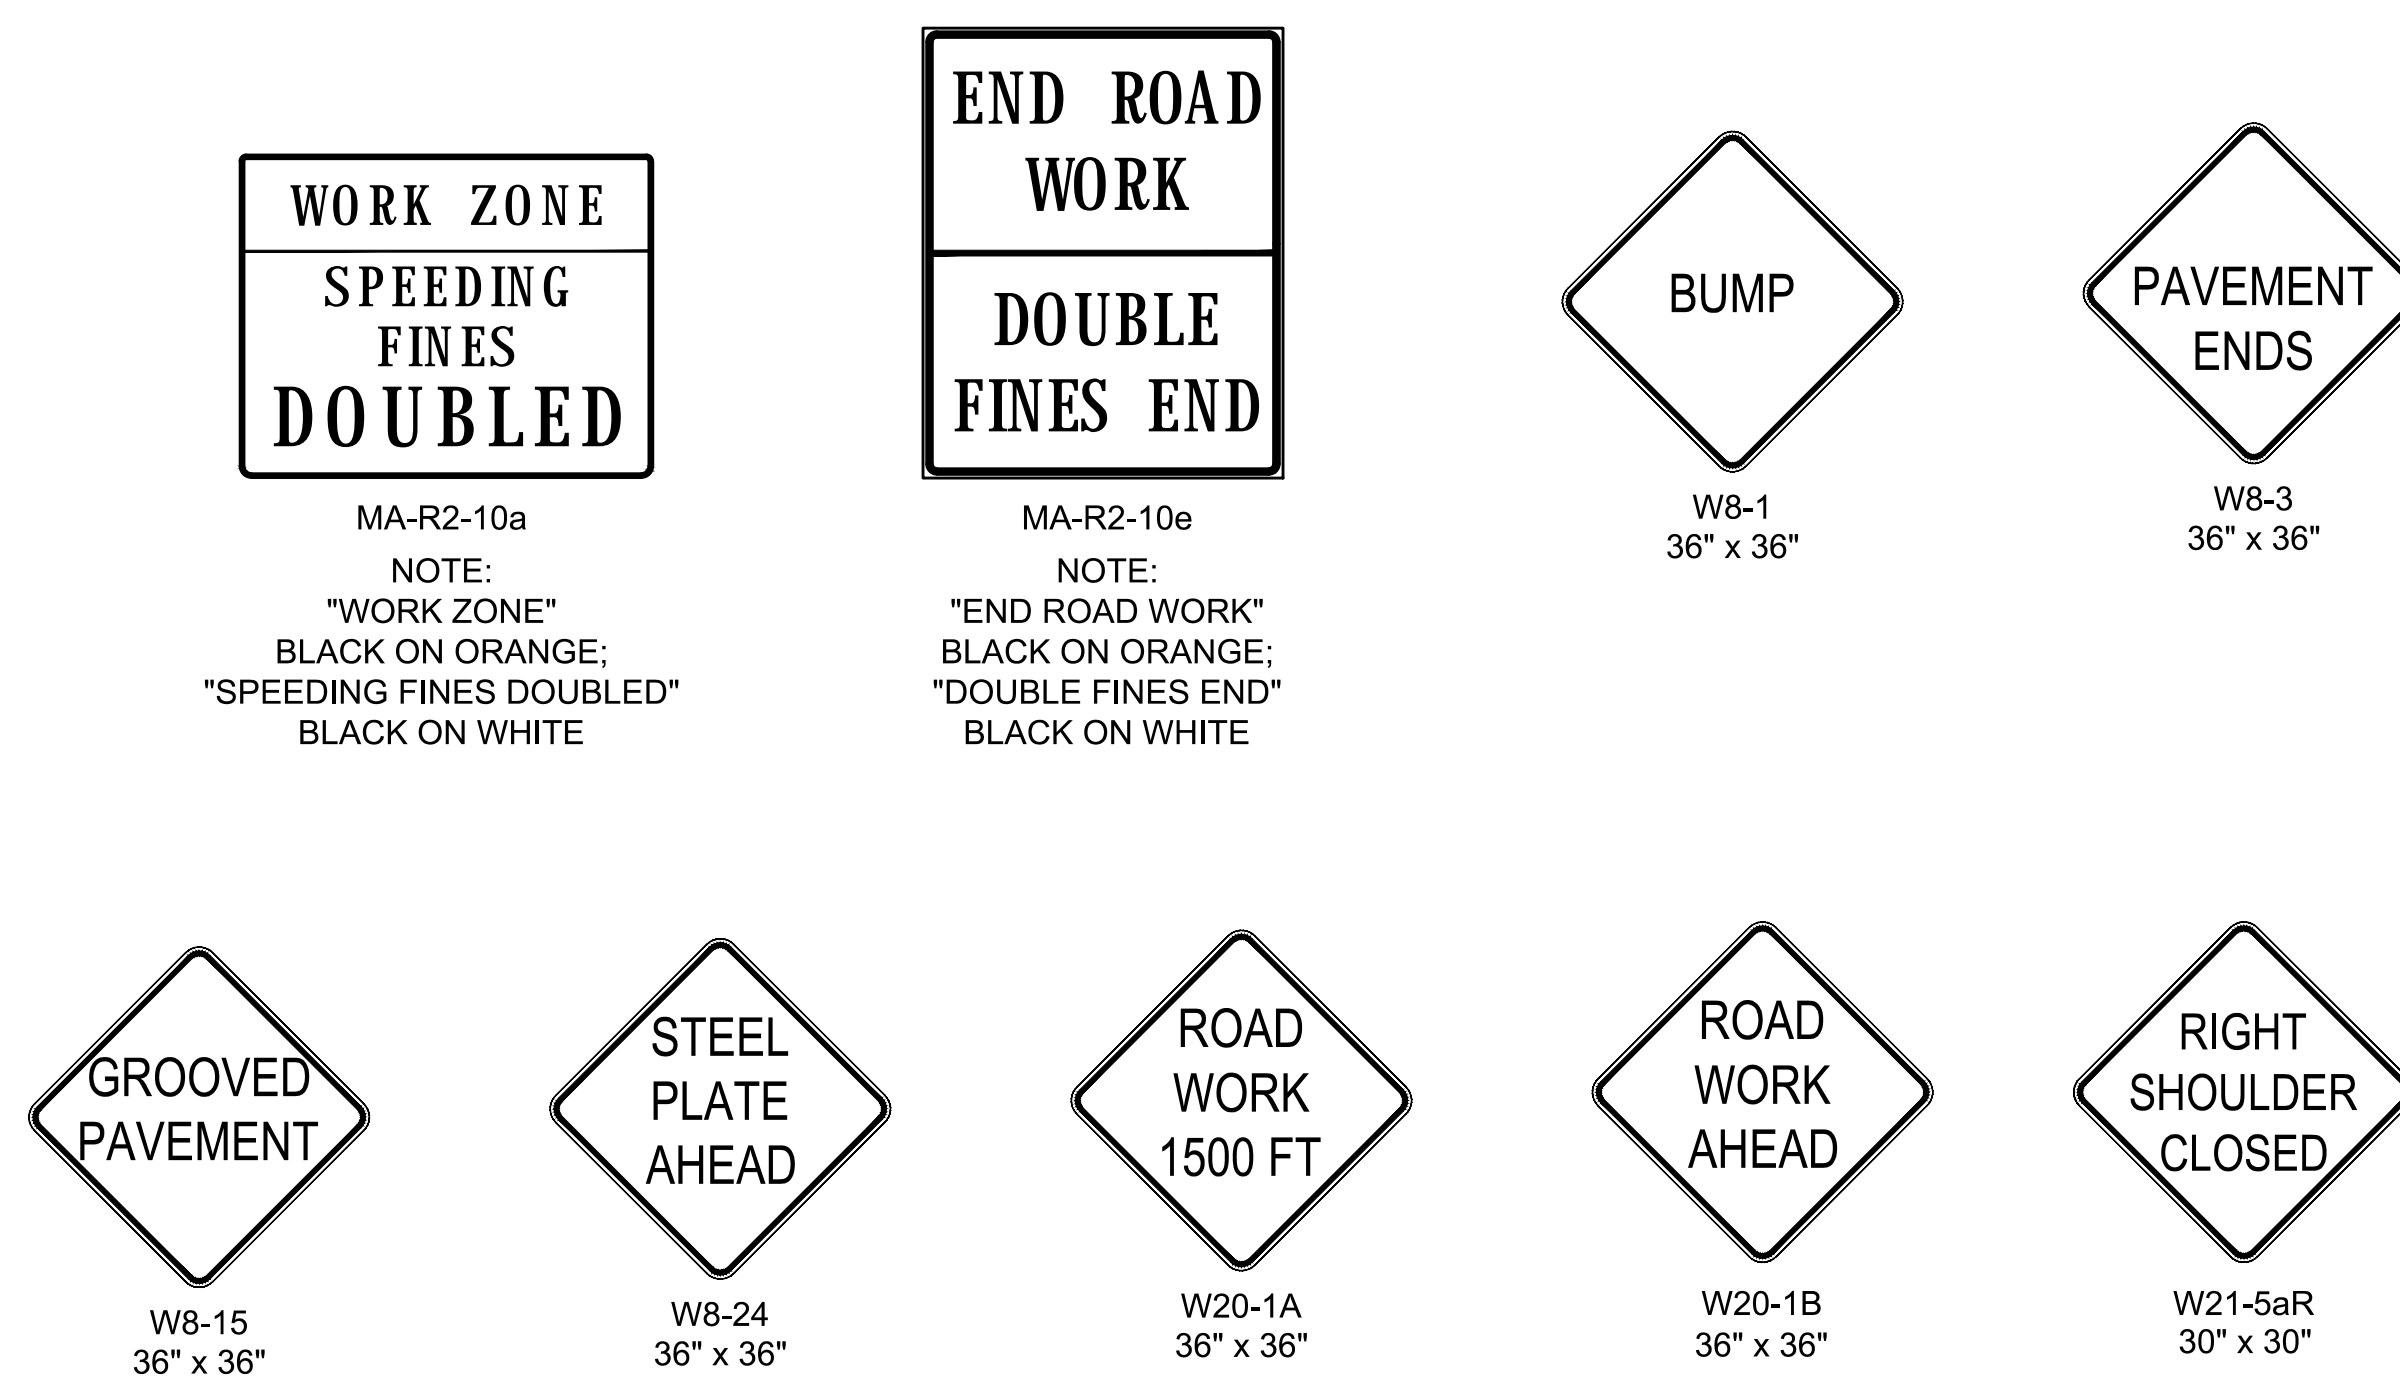 WORK ZONE
SPEEDING
FINES
DOUBLED
MA-R2-10a
NOTE:
"WORK ZONE"
BLACK ON ORANGE;
"SPEEDING FINES DOUBLED"
BLACK ON WHITE
END ROAD
WORK
DOUBLE
FINES END
MA-R2-10e
NOTE:
"END ROAD WORK"
BLACK ON ORANGE;
"DOUBLE FINES END"
BLACK ON WHITE
BUMP
W8-1
36" x 36"
PAVEMENT
ENDS
W8-3
36" x 36"
GROOVED
PAVEMENT
W8-15
36" x 36"
STEEL
PLATE
AHEAD
W8-24
36" x 36"
ROAD
WORK
1500 FT
W20-1A
36" x 36"
ROAD
WORK
AHEAD
W20-1B
36" x 36"
RIGHT
SHOULDER
CLOSED
W21-5aR
30" x 30"